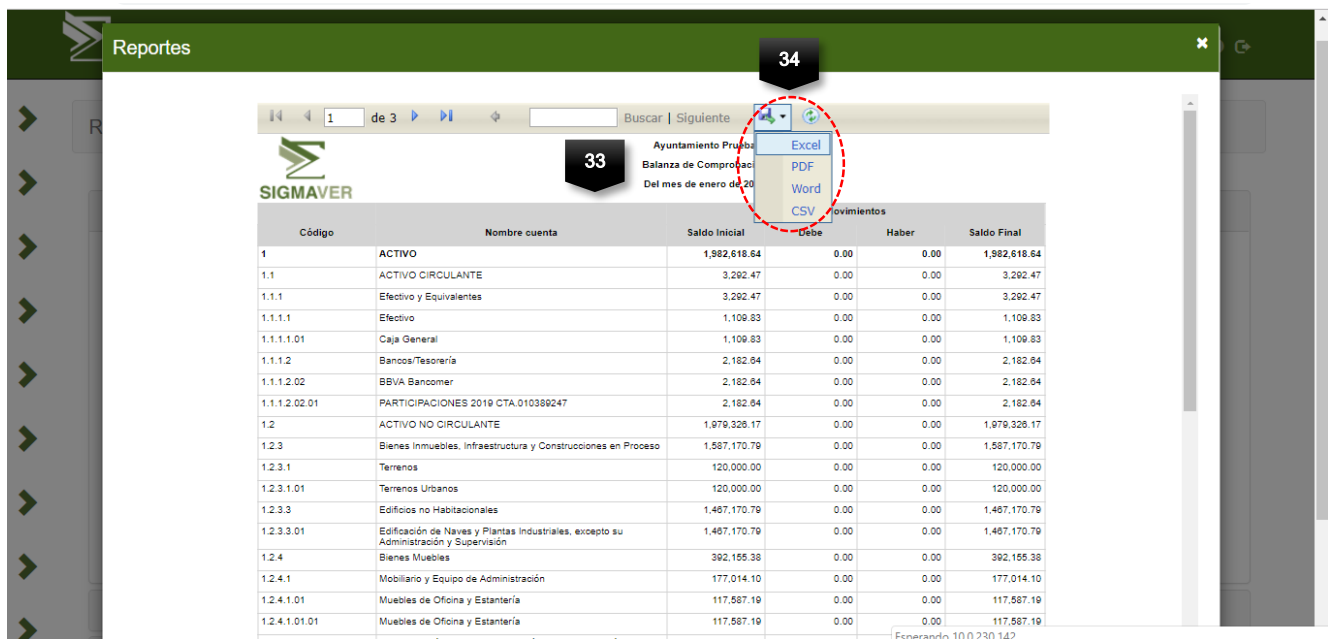 Reportes
34
1 de 3 Buscar | Siguiente
Excel
PDF
Word
CSV
33
SIGMAVER
Ayuntamiento Prueba
Balanza de Comprobaci
Del mes de enero de 20
ovimientos
Código Nombre cuenta Saldo Inicial Debe Haber Saldo Final
1 ACTIVO 1,982,618.64 0.00 0.00 1,982,618.64
1.1 ACTIVO CIRCULANTE 3,292.47 0.00 0.00 3,292.47
1.1.1 Efectivo y Equivalentes 3,292.47 0.00 0.00 3,292.47
1.1.1.1 Efectivo 1,109.83 0.00 0.00 1,109.83
1.1.1.1.01 Caja General 1,109.83 0.00 0.00 1,109.83
1.1.1.2 Bancos/Tesorería 2,182.64 0.00 0.00 2,182.64
1.1.1.2.02 BBVA Bancomer 2,182.64 0.00 0.00 2,182.64
1.1.1.2.02.01 PARTICIPACIONES 2019 CTA.010389247 2,182.64 0.00 0.00 2,182.64
1.2 ACTIVO NO CIRCULANTE 1,979,326.17 0.00 0.00 1,979,326.17
1.2.3 Bienes Inmuebles, Infraestructura y Construcciones en Proceso 1,587,170.79 0.00 0.00 1,587,170.79
1.2.3.1 Terrenos 120,000.00 0.00 0.00 120,000.00
1.2.3.1.01 Terrenos Urbanos 120,000.00 0.00 0.00 120,000.00
1.2.3.3 Edificios no Habitacionales 1,467,170.79 0.00 0.00 1,467,170.79
1.2.3.3.01 Edificación de Naves y Plantas Industriales, excepto su 1,467,170.79 0.00 0.00 1,467,170.79
Administración y Supervisión
1.2.4 Bienes Muebles 392,155.38 0.00 0.00 392,155.38
1.2.4.1 Mobiliario y Equipo de Administración 177,014.10 0.00 0.00 177,014.10
1.2.4.1.01 Muebles de Oficina y Estantería 117,587.19 0.00 0.00 117,587.19
1.2.4.1.01.01 Muebles de Oficina y Estantería 117,587.19 0.00 0.00 117,587.19
Esperando 10.0.230.142